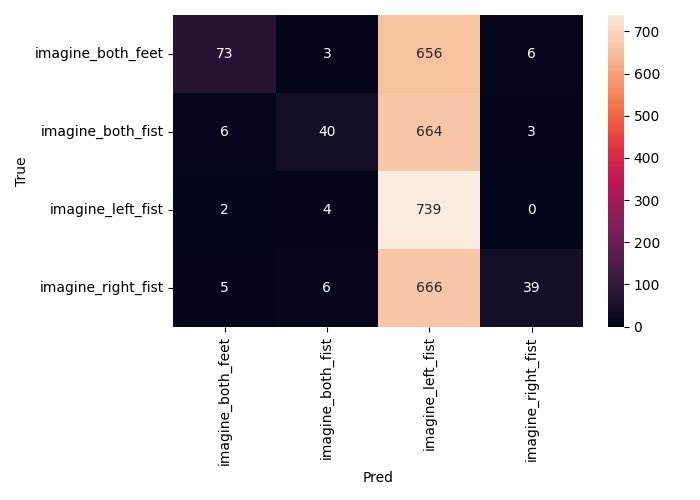 True
imagine_both_feet 73 3 656 6
imagine_both_fist 6 40 664 3
imagine_left_fist 2 4 739 0
imagine_right_fist 5 6 666 39
imagine_both_feet
imagine_both_fist
imagine_left_fist
imagine_right_fist
Pred
700
600
500
400
300
200
100
0